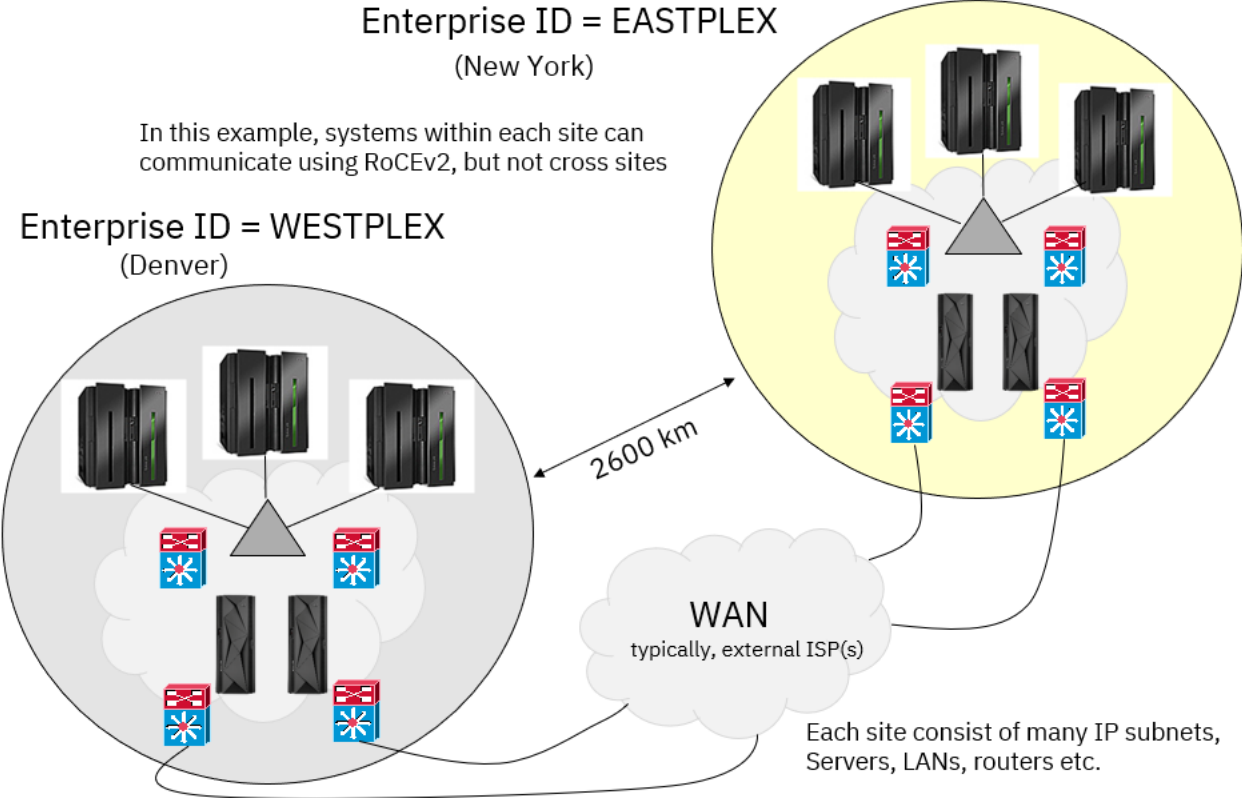 Enterprise ID = EASTPLEX
(New York)
In this example, systems within each site can
communicate using RoCEv2, but not cross sites
Enterprise ID = WESTPLEX
(Denver)
2600 km
WAN
typically, external ISP(s)
Each site consist of many IP subnets,
Servers, LANs, routers etc.